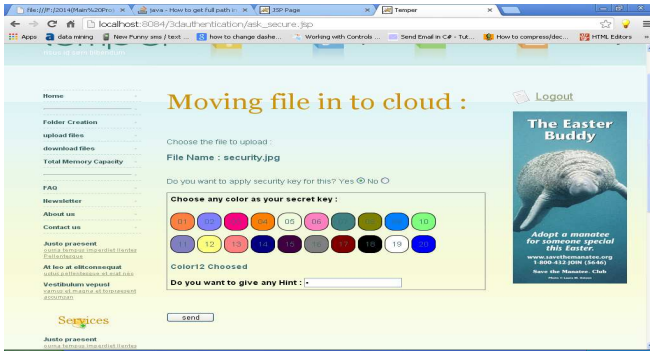 file:///F:/2014(Main%20Pro
Java - How to get full path in
JSP Page
Temper
localhost:8084/3dauthentication/ask_secure.jsp
Apps
data mining
New Funny sms / text ...
how to change dashe...
Working with Controls ...
Send Email in C# - Tut...
How to compress/dec...
HTML Editors
Home
Folder Creation
upload files
download files
Total Memory Capacity
FAQ
Newsletter
About us
Contact us
Justo praesent
Pellentesque
At leo at elitconsequat
Vestibulum vepusl
accumsan
Services
Justo praesent
Moving file in to cloud :
Choose the file to upload :
File Name : security.jpg
Do you want to apply security key for this? Yes No
Choose any color as your secret key :
01 02 03 04 05 06 07 08 09 10
11 12 13 14 15 16 17 18 19 20
Color12 Choosed
Do you want to give any Hint :
send
Logout
The Easter
Buddy
Adopt a manatee
for someone special
this Easter.
www.savethemanatee.org
1-800-432-JOIN (5646)
Save the Manatee. Club